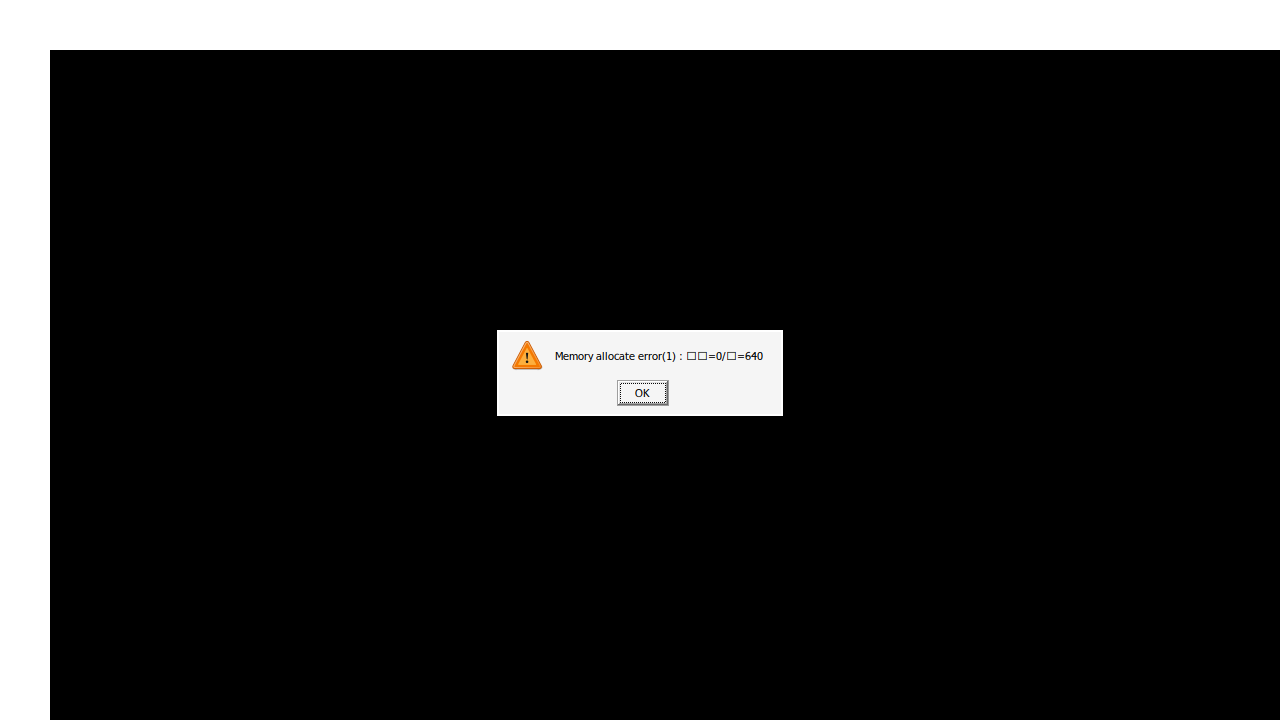 Memory allocate error(1) : □□=0/□=640
OK